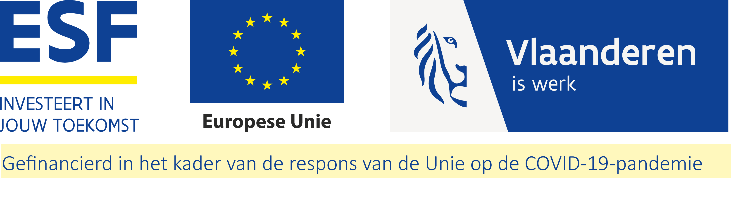 ESF
INVESTEERT IN
JOUW TOEKOMST
Europese Unie
Vlaanderen
is werk
Gefinancierd in het kader van de respons van de Unie op de COVID-19-pandemie